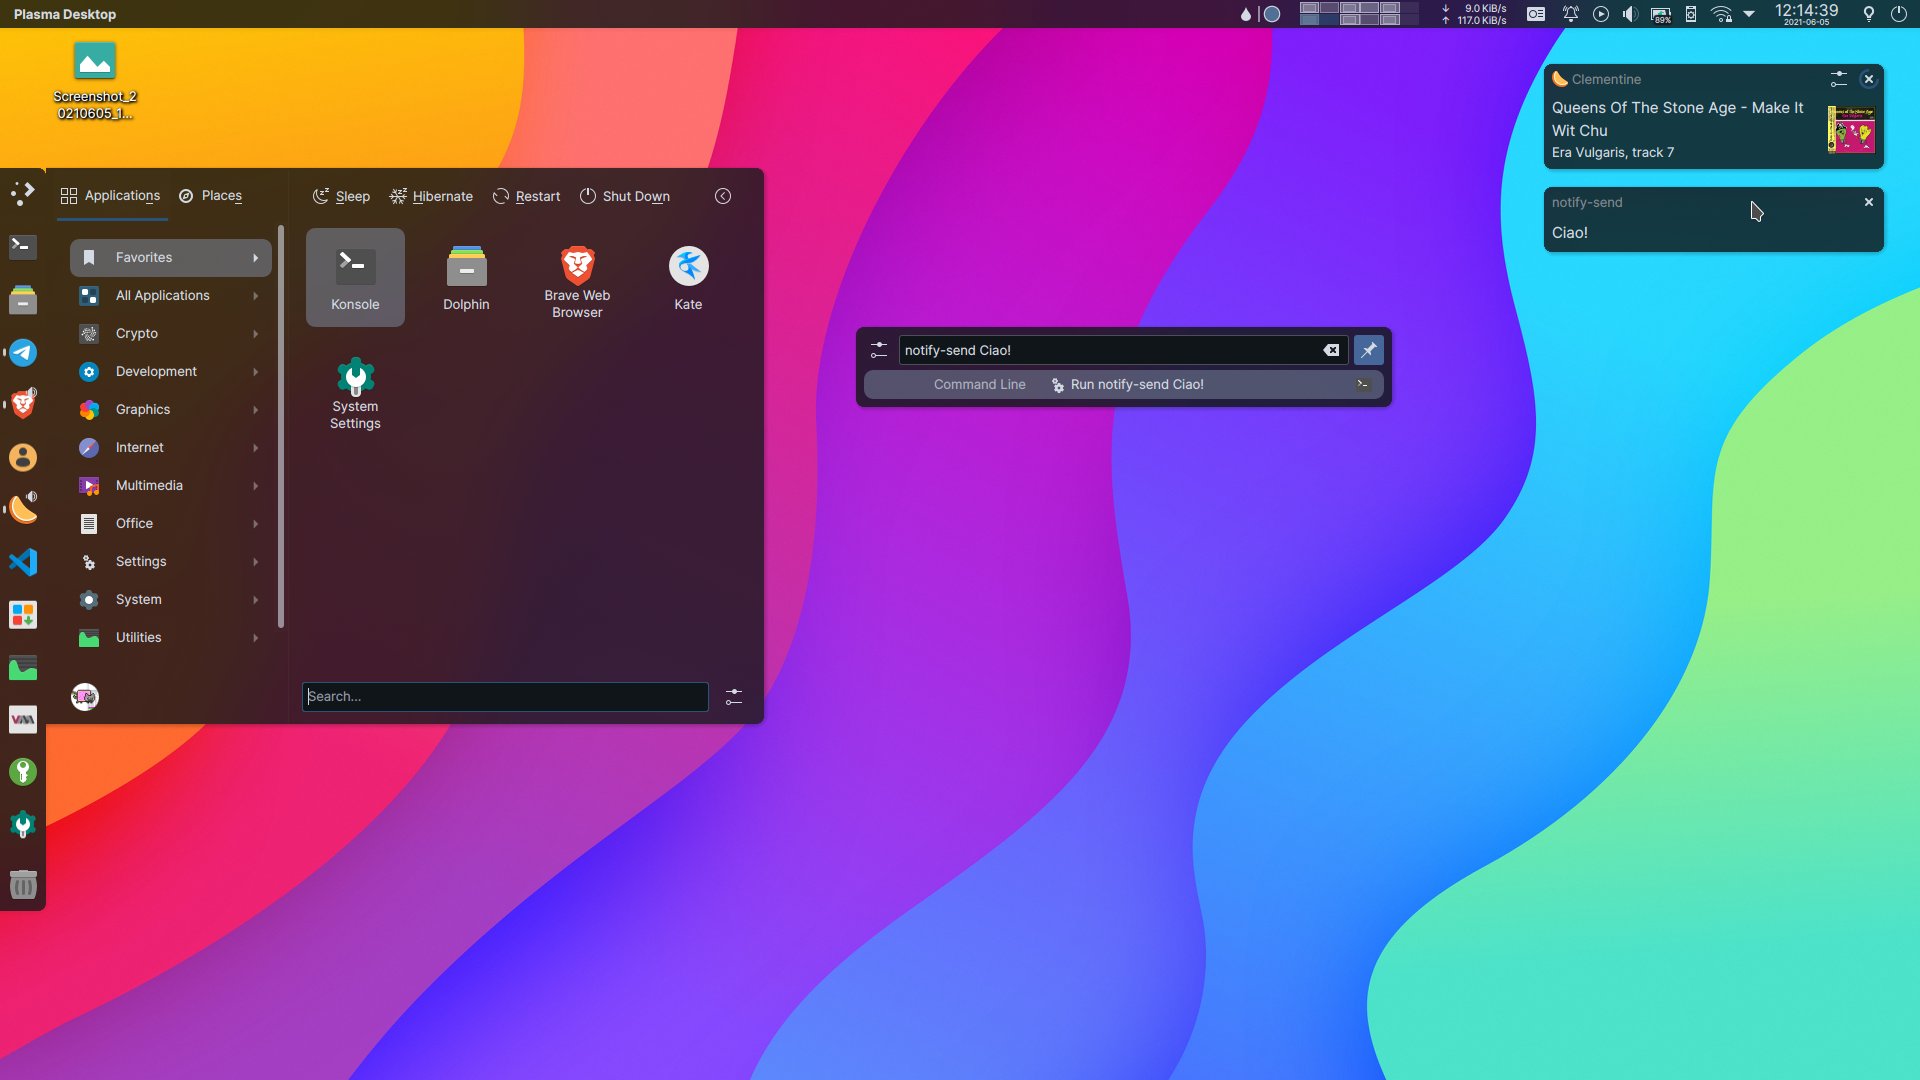 Plasma Desktop
9.0 KiB/s
117.0 KiB/s
89%
12:14:39
2021-06-05
Screenshot_2
0210605_1...
Clementine
Queens Of The Stone Age - Make It
Wit Chu
Era Vulgaris, track 7
notify-send
Ciao!
Applications
Places
Sleep
Hibernate
Restart
Shut Down
Favorites
All Applications
Crypto
Development
Graphics
Internet
Multimedia
Office
Settings
System
Utilities
Konsole
Dolphin
Brave Web
Browser
Kate
System
Settings
Search...
notify-send Ciao!
Command Line
Run notify-send Ciao!